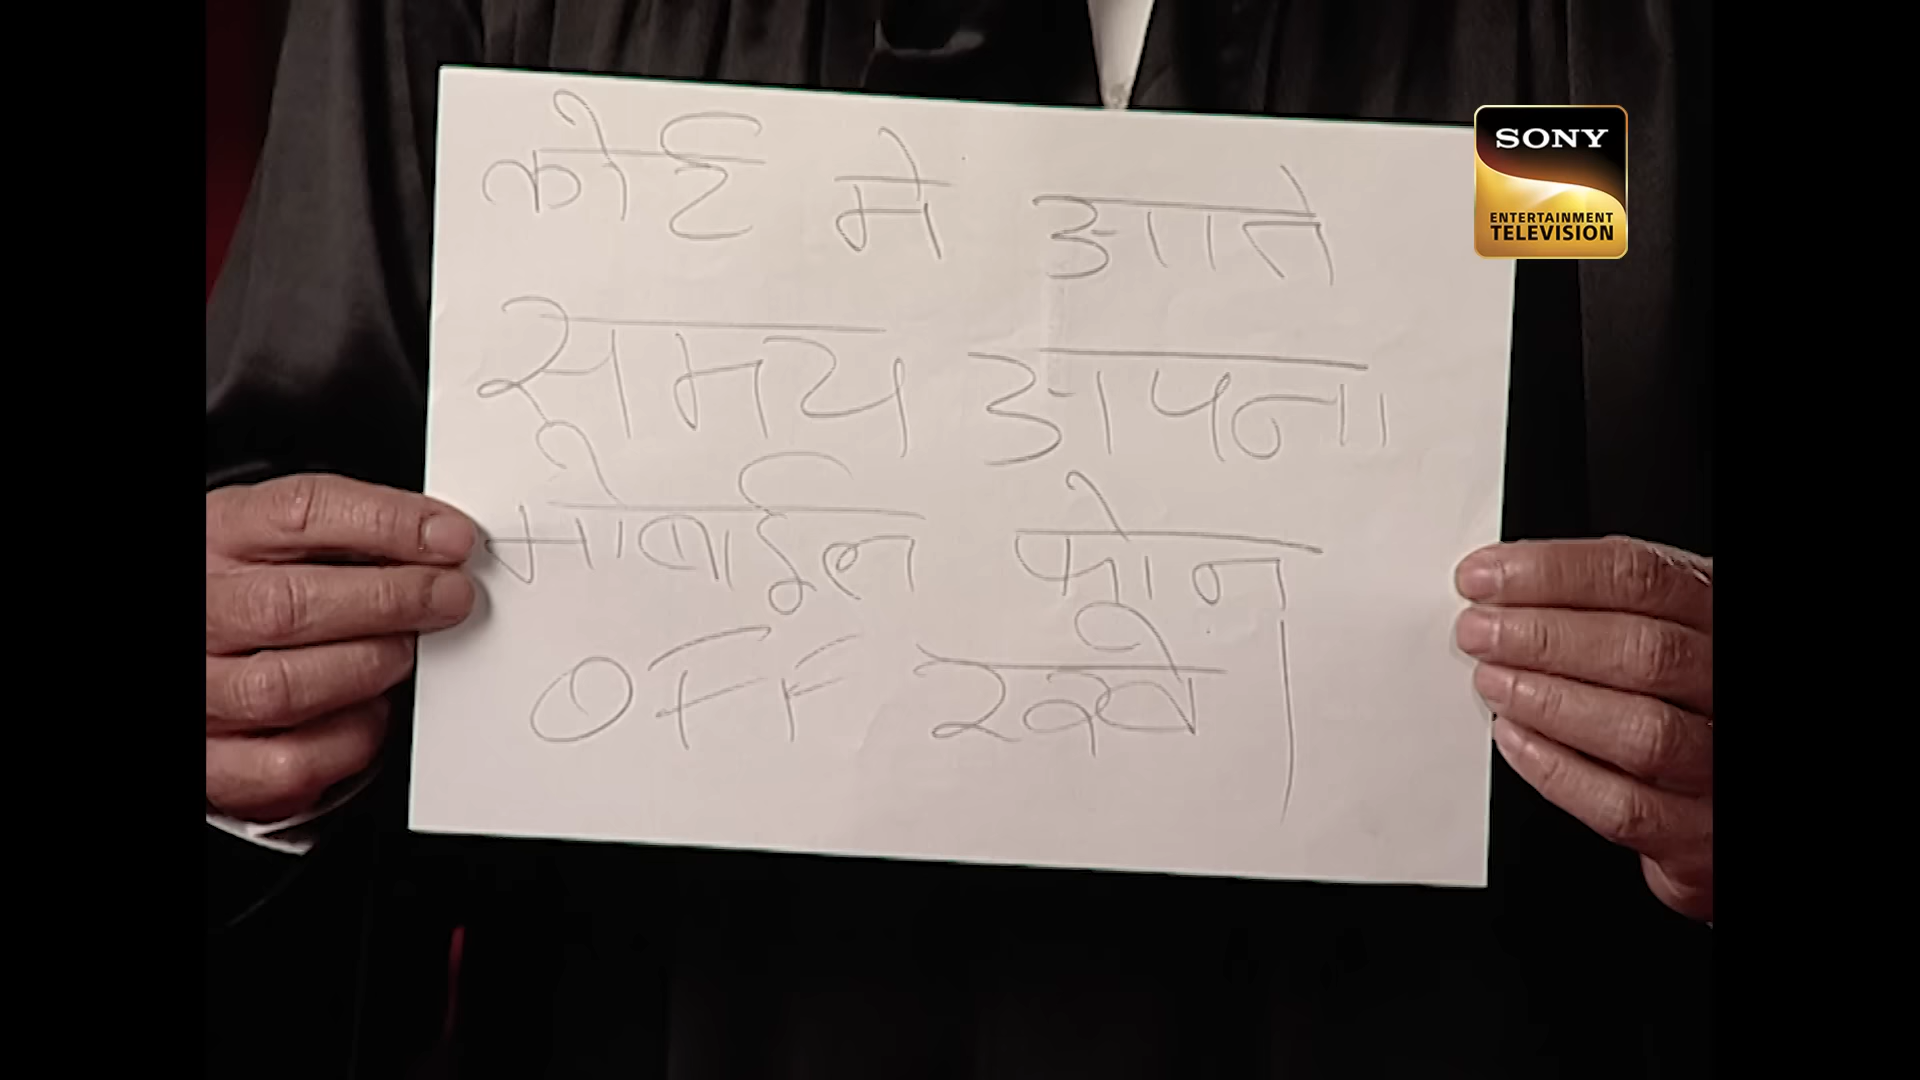 कोर्ट मे आते
समय अपना
मोबाईल फोन
OFF रखे।
SONY
ENTERTAINMENT
TELEVISION